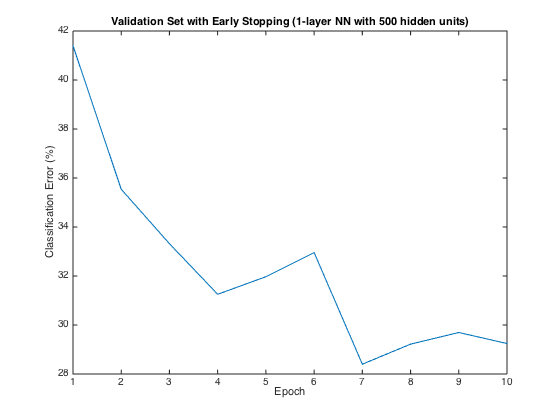 Validation Set with Early Stopping (1-layer NN with 500 hidden units)
42
40
38
36
34
32
30
28
Classification Error (%)
1 2 3 4 5 6 7 8 9 10
Epoch